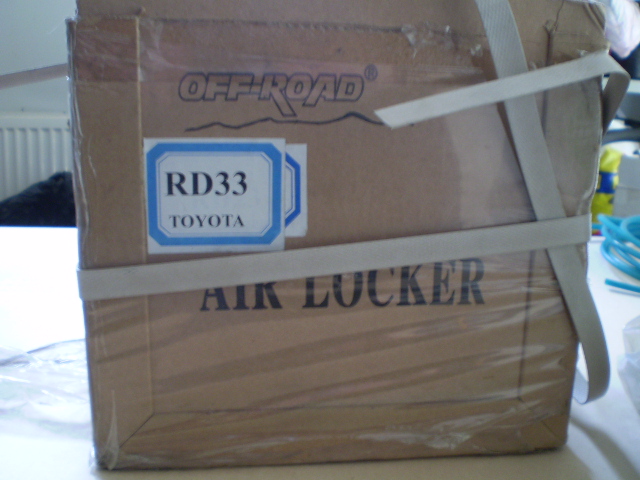 OFF-ROAD®
RD33
TOYOTA
AIR LOCKER